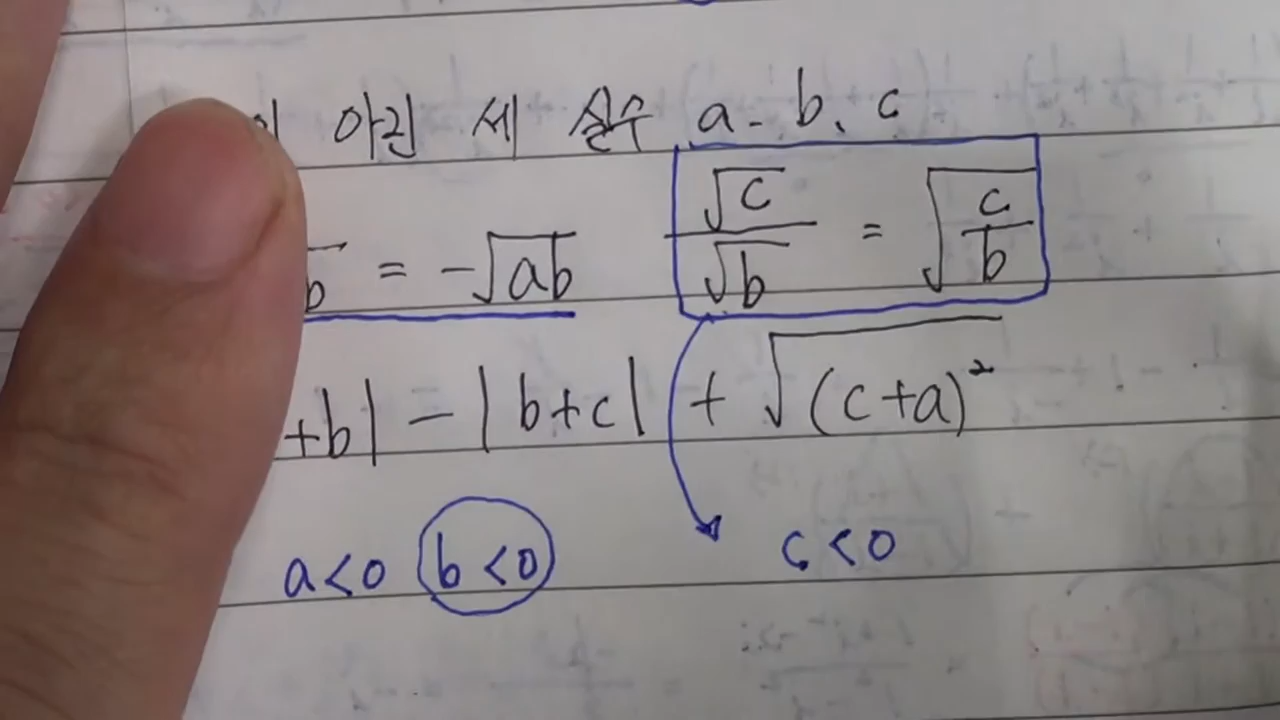 아닌 세 실수 a. b. c
b = -√ab √c/√b = √(c/b)
+b| - |b+c| + √(c+a)²
a<0 b<0 c<0